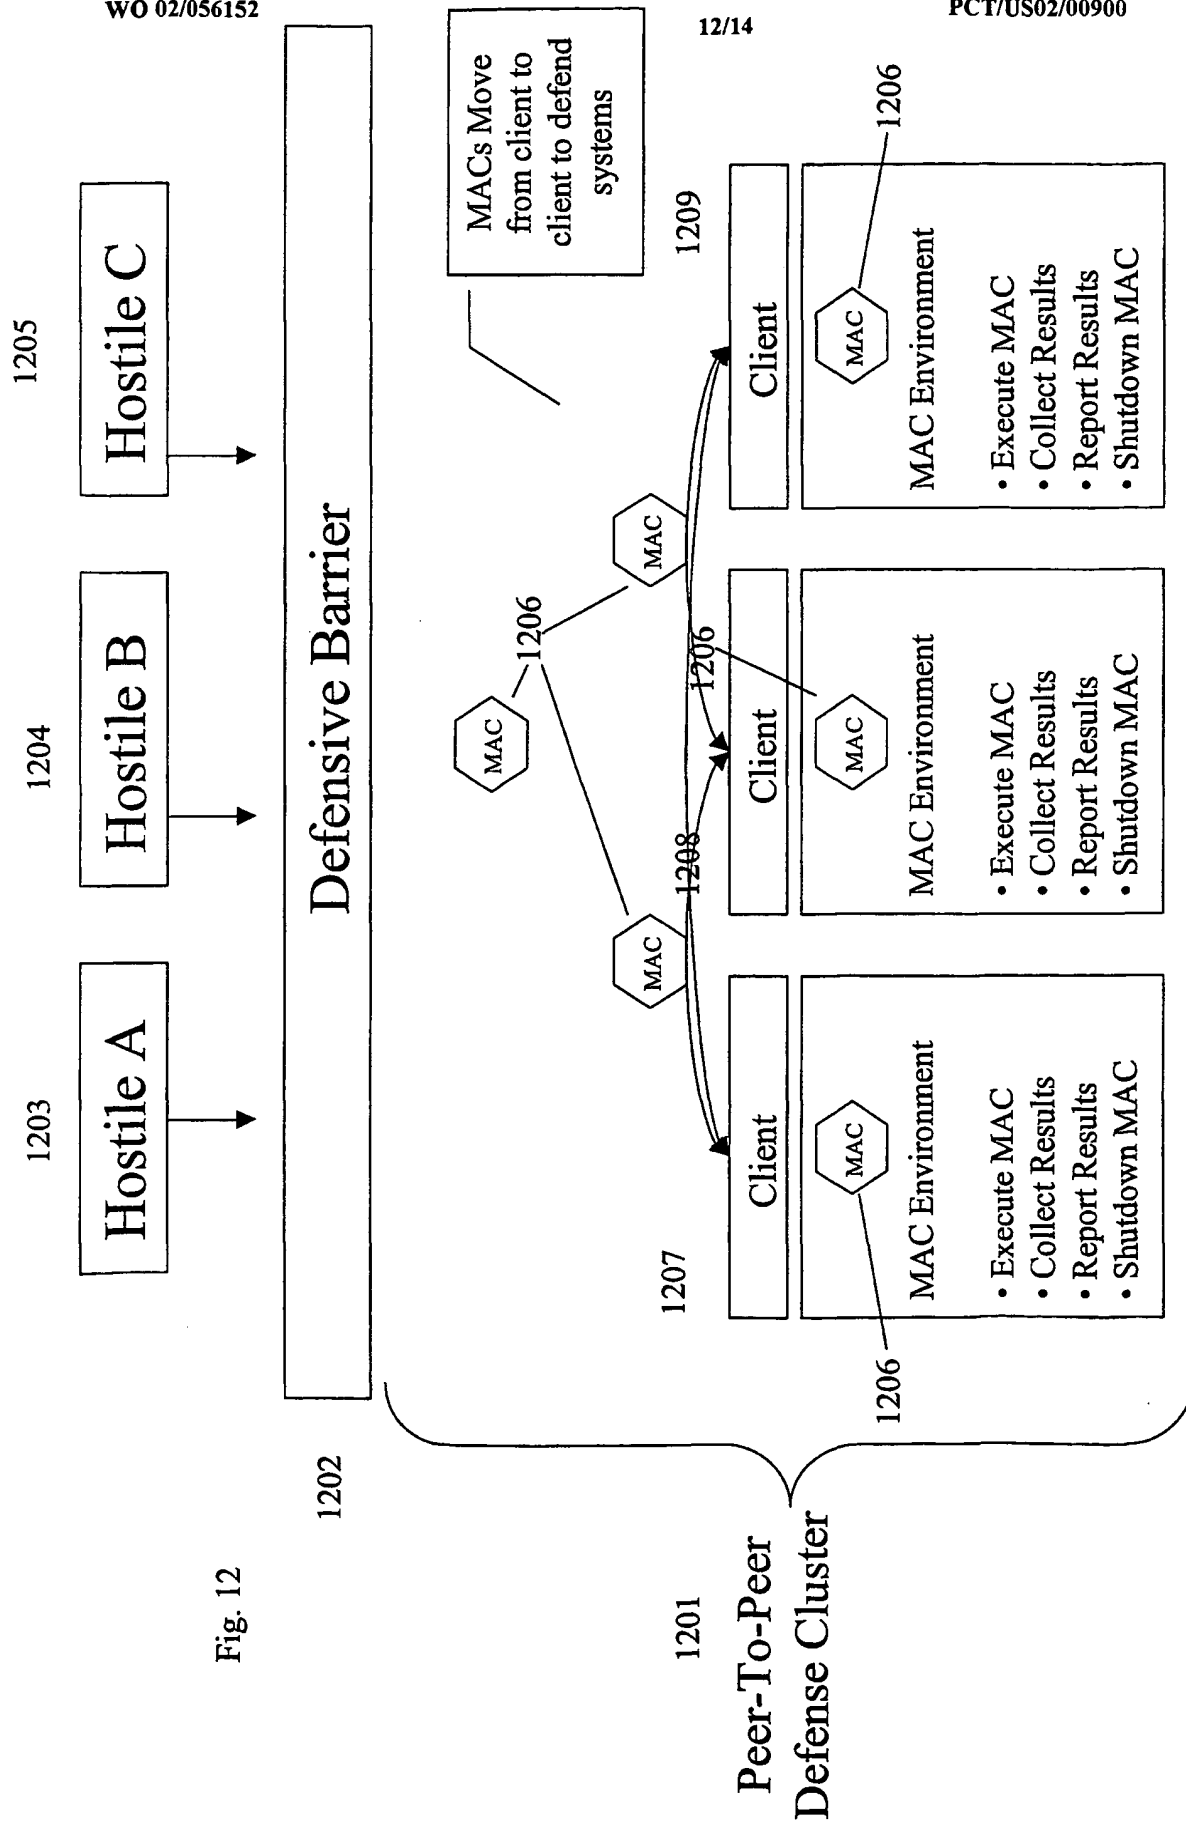 WO 02/056152
12/14
PCT/US02/00900
Fig. 12
1203
1204
1205
Hostile A
Hostile B
Hostile C
1202
Defensive Barrier
MACs Move
from client to
client to defend
systems
MAC
1206
MAC
MAC
1201
Peer-To-Peer
Defense Cluster
1207
1208
1206
1209
Client
Client
Client
1206
MAC
MAC Environment
• Execute MAC
• Collect Results
• Report Results
• Shutdown MAC
MAC
MAC Environment
• Execute MAC
• Collect Results
• Report Results
• Shutdown MAC
1206
MAC
MAC Environment
• Execute MAC
• Collect Results
• Report Results
• Shutdown MAC